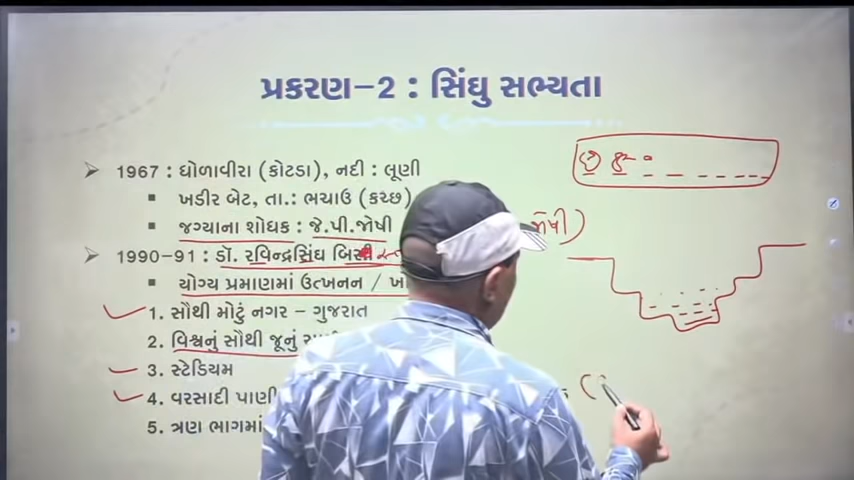 પ્રકરણ–2 : સિંધુ સભ્યતા
1967 : ધોળાવીરા (કોટડા), નદી : લૂણી
ખડીર બેટ, તા.: ભચાઉ (કચ્છ)
જગ્યાના શોધક : જે.પી.જોષી
1990-91 : ડૉ. રવિન્દ્રસિંઘ
યોગ્ય પ્રમાણમાં ઉત્ખનન /
1. સૌથી મોટું નગર – ગુજરાત
2. વિશ્વનું સૌથી જૂનું
3. સ્ટેડિયમ
4. વરસાદી પાણી
5. ત્રણ ભાગમાં